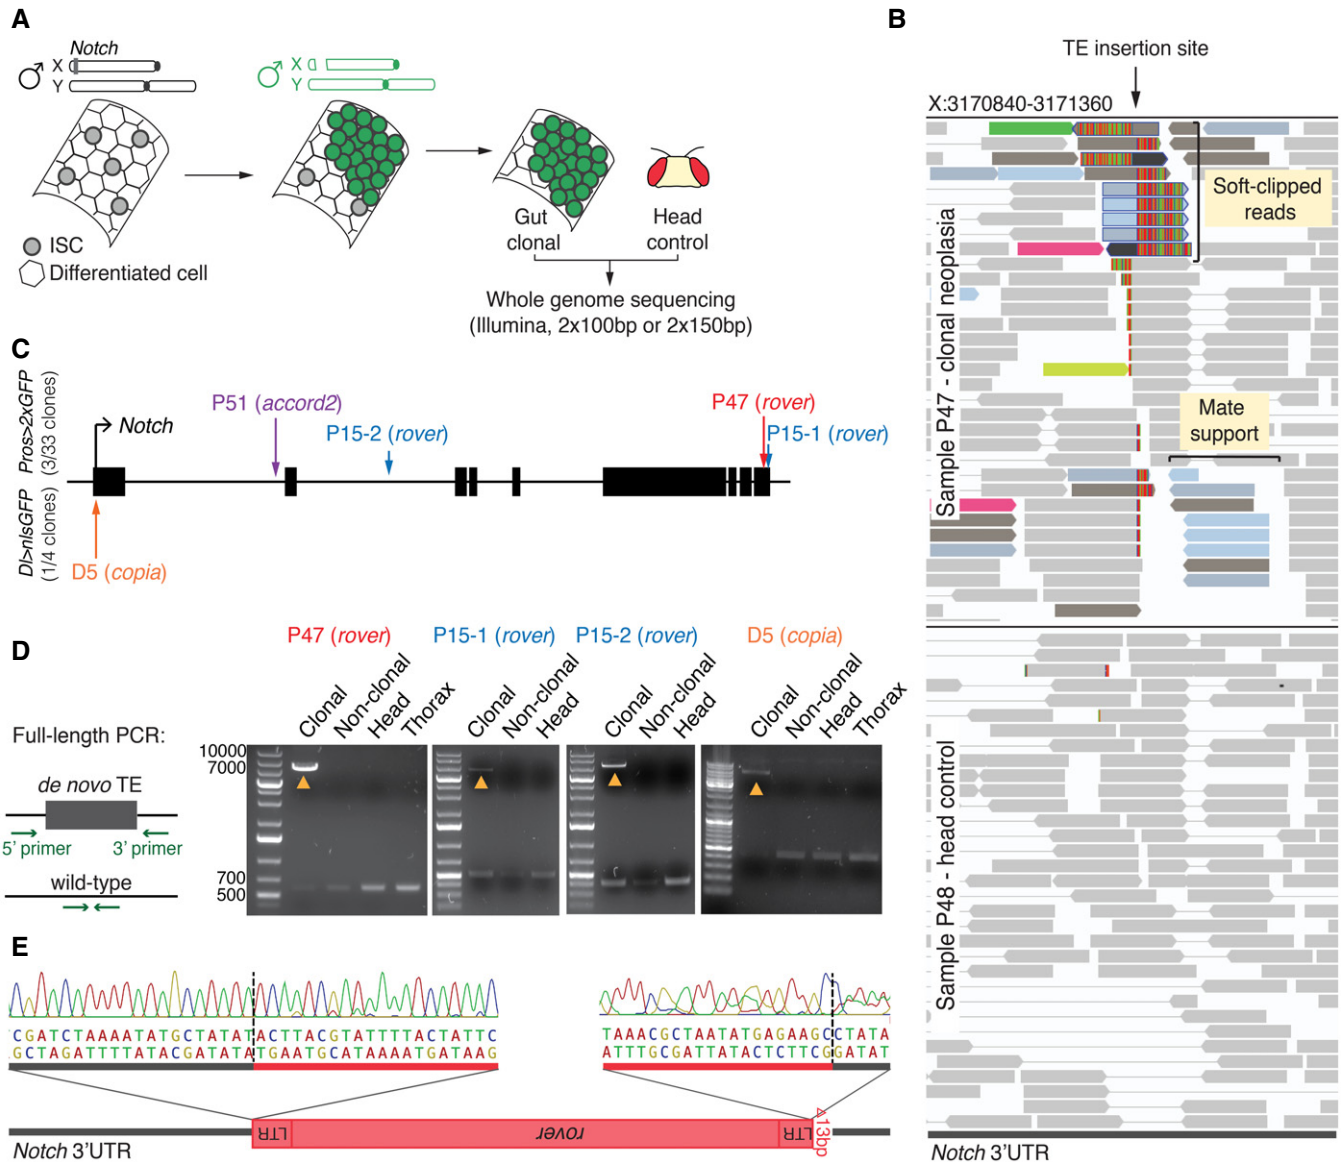 A
Notch
X
Y
X
Y
ISC
Differentiated cell
Gut
clonal
Head
control
Whole genome sequencing
(Illumina, 2x100bp or 2x150bp)
B
TE insertion site
X:3170840-3171360
Soft-clipped
reads
Mate
support
Sample P47 - clonal neoplasia
Sample P48 - head control
Notch 3'UTR
C
Pros>2xGFP
(3/33 clones)
Dl>nlsGFP
(1/4 clones)
Notch
P51 (accord2)
P15-2 (rover)
P47 (rover)
P15-1 (rover)
D5 (copia)
D
Full-length PCR:
de novo TE
5' primer
3' primer
wild-type
P47 (rover)
P15-1 (rover)
P15-2 (rover)
D5 (copia)
Clonal
Non-clonal
Head
Thorax
Clonal
Non-clonal
Head
Clonal
Non-clonal
Head
Clonal
Non-clonal
Head
Thorax
10000
7000
700
500
E
CGATCTAAAATATGCTATATACTTACGTATTTTACTATTC
GCTAGATTTTATACGATATATGAATGCATAAAATGATAAG
TAAACGCTAATATGAGAAGCCTATA
ATTTGCGATTATACTCTTCGGATAT
LTR
rover
LTR
Δ13bp
Notch 3'UTR